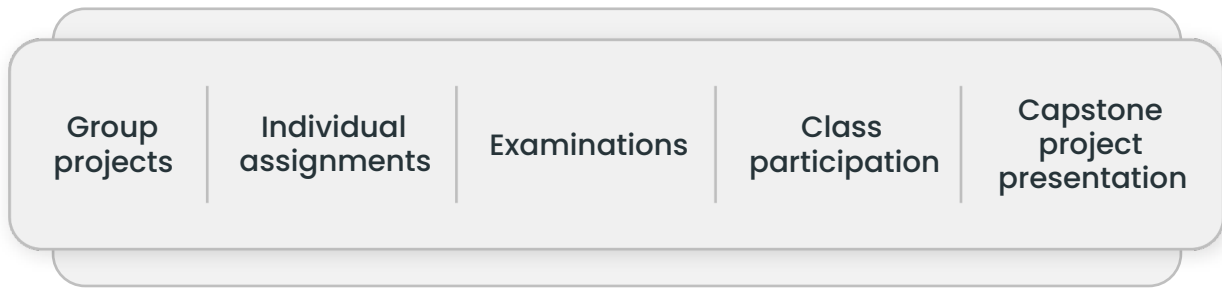 Group
projects
Individual
assignments
Examinations
Class
participation
Capstone
project
presentation